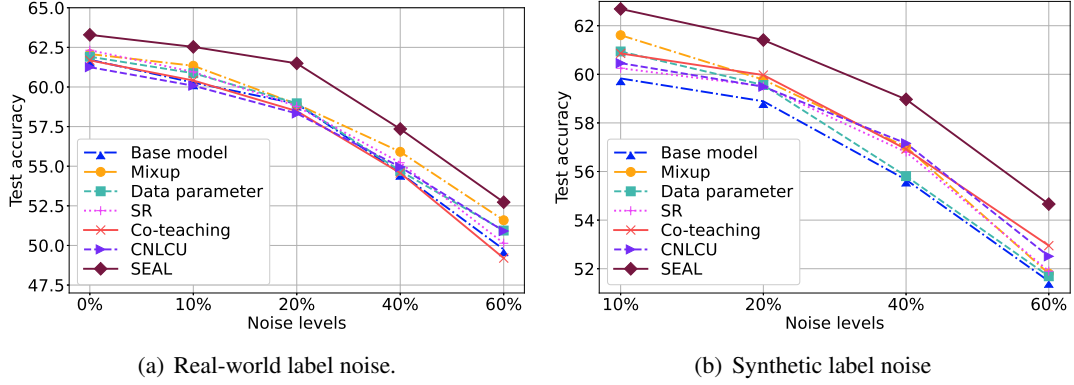 65.0
62.5
60.0
57.5
55.0
52.5
50.0
47.5
Test accuracy
Base model
Mixup
Data parameter
SR
Co-teaching
CNLCU
SEAL
0% 10% 20% 40% 60%
Noise levels
(a) Real-world label noise.
62
60
58
56
54
52
Test accuracy
Base model
Mixup
Data parameter
SR
Co-teaching
CNLCU
SEAL
10% 20% 40% 60%
Noise levels
(b) Synthetic label noise